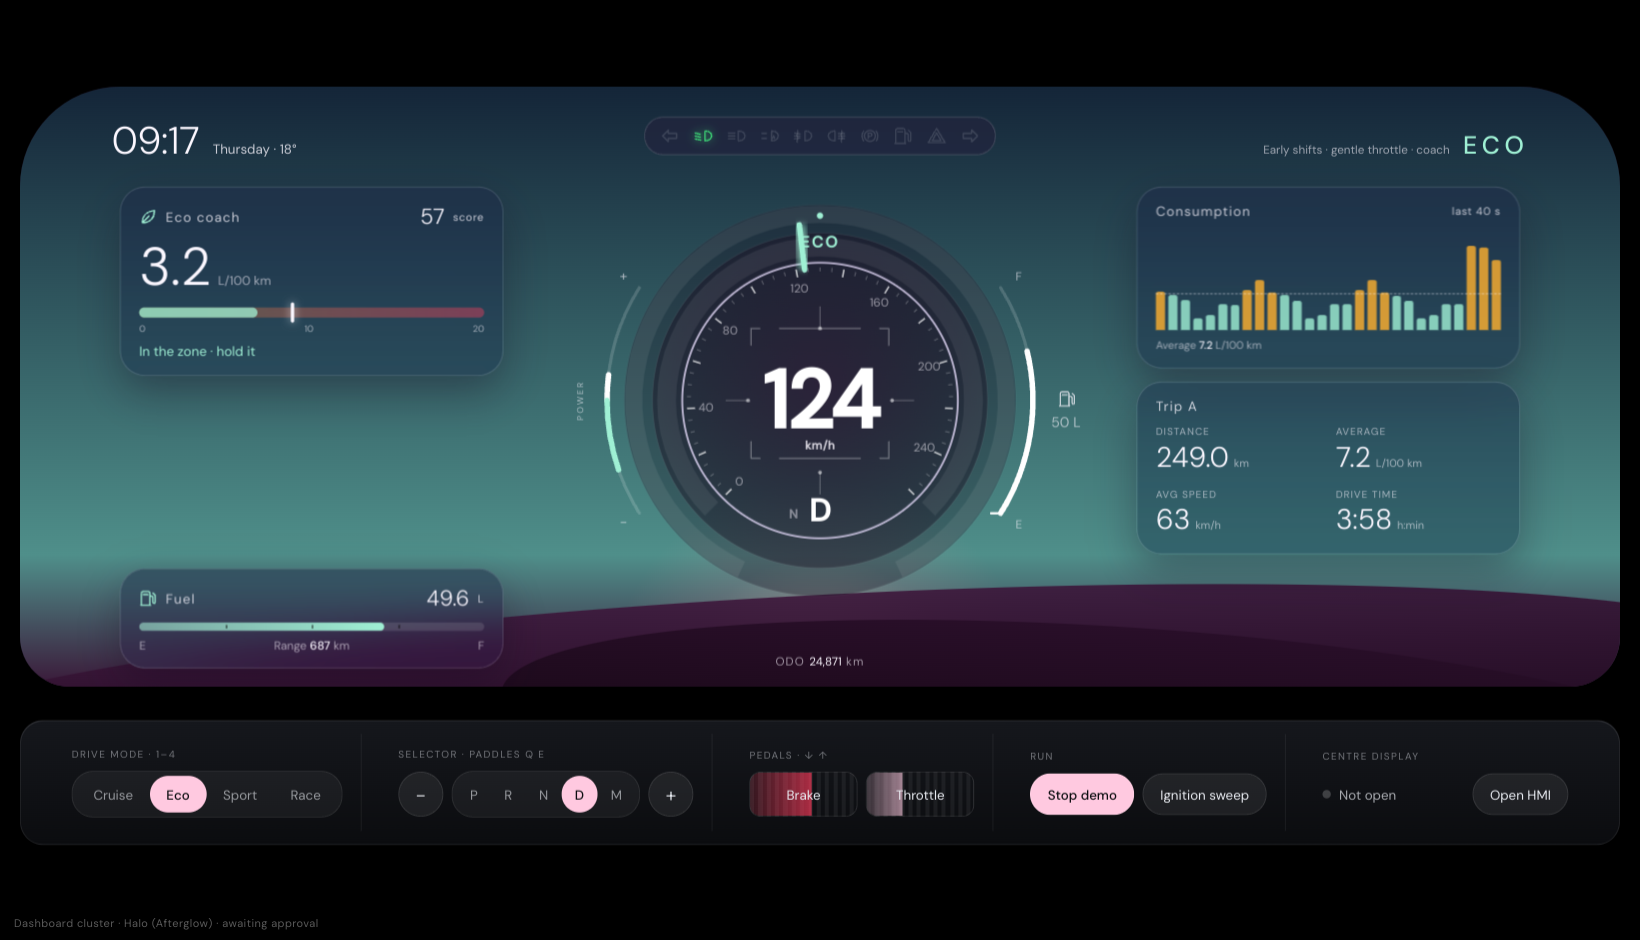 09:17 Thursday · 18°
Early shifts · gentle throttle · coach ECO
Eco coach 57 score
3.2 L/100 km
0 10 20
In the zone · hold it
Fuel 49.6 L
E Range 687 km F
POWER
+
−
ECO
0 40 80 120 160 200 240
124
km/h
N D
F
50 L
E
ODO 24,871 km
Consumption last 40 s
Average 7.2 L/100 km
Trip A
DISTANCE AVERAGE
249.0 km 7.2 L/100 km
AVG SPEED DRIVE TIME
63 km/h 3:58 h:min
DRIVE MODE · 1–4
Cruise Eco Sport Race
SELECTOR · PADDLES Q E
− P R N D M +
PEDALS · ↓ ↑
Brake Throttle
RUN
Stop demo Ignition sweep
CENTRE DISPLAY
Not open Open HMI
Dashboard cluster · Halo (Afterglow) · awaiting approval